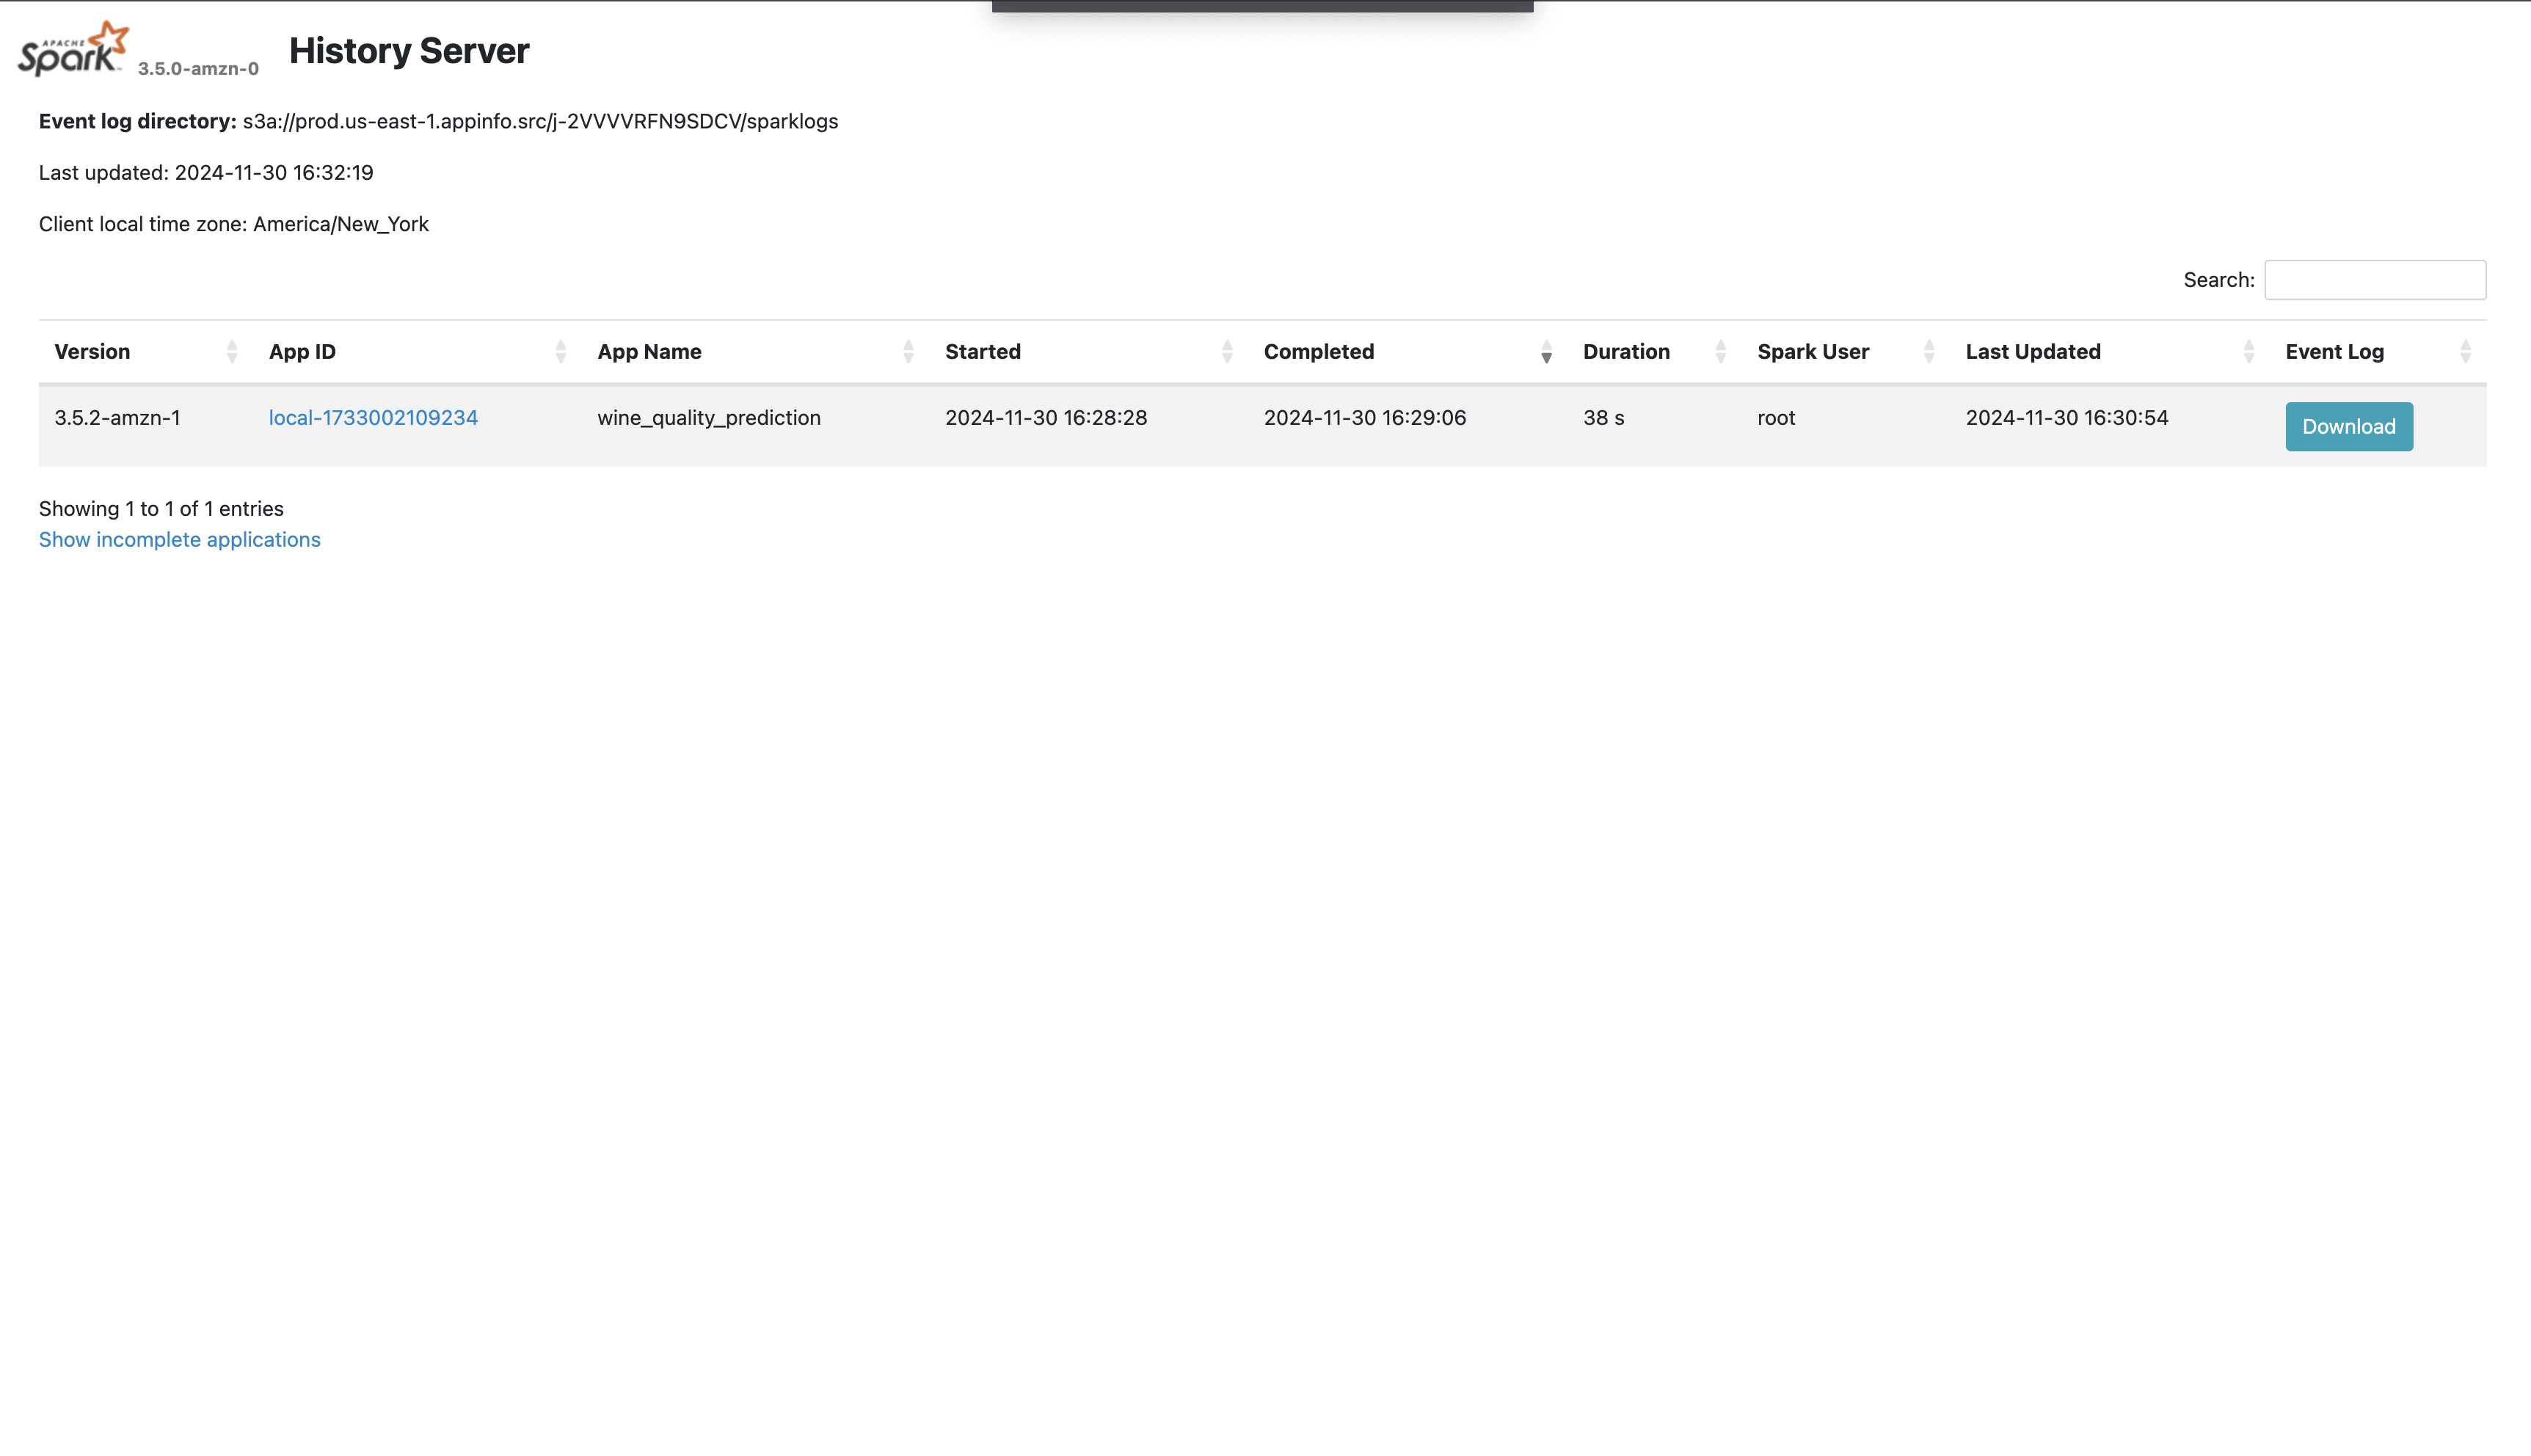 APACHE
Spark 3.5.0-amzn-0 History Server
Event log directory: s3a://prod.us-east-1.appinfo.src/j-2VVVVRFN9SDCV/sparklogs
Last updated: 2024-11-30 16:32:19
Client local time zone: America/New_York
Search:
Version App ID App Name Started Completed Duration Spark User Last Updated Event Log
3.5.2-amzn-1 local-1733002109234 wine_quality_prediction 2024-11-30 16:28:28 2024-11-30 16:29:06 38 s root 2024-11-30 16:30:54 Download
Showing 1 to 1 of 1 entries
Show incomplete applications